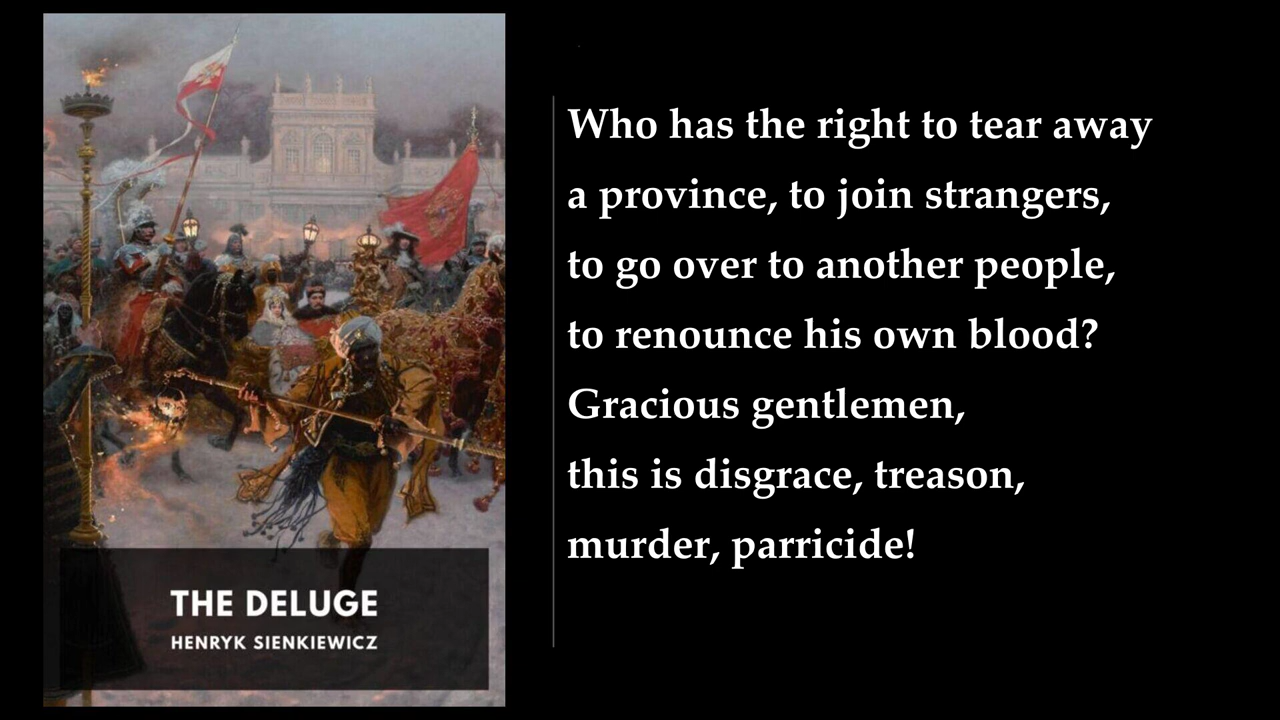 THE DELUGE
HENRYK SIENKIEWICZ
Who has the right to tear away
a province, to join strangers,
to go over to another people,
to renounce his own blood?
Gracious gentlemen,
this is disgrace, treason,
murder, parricide!